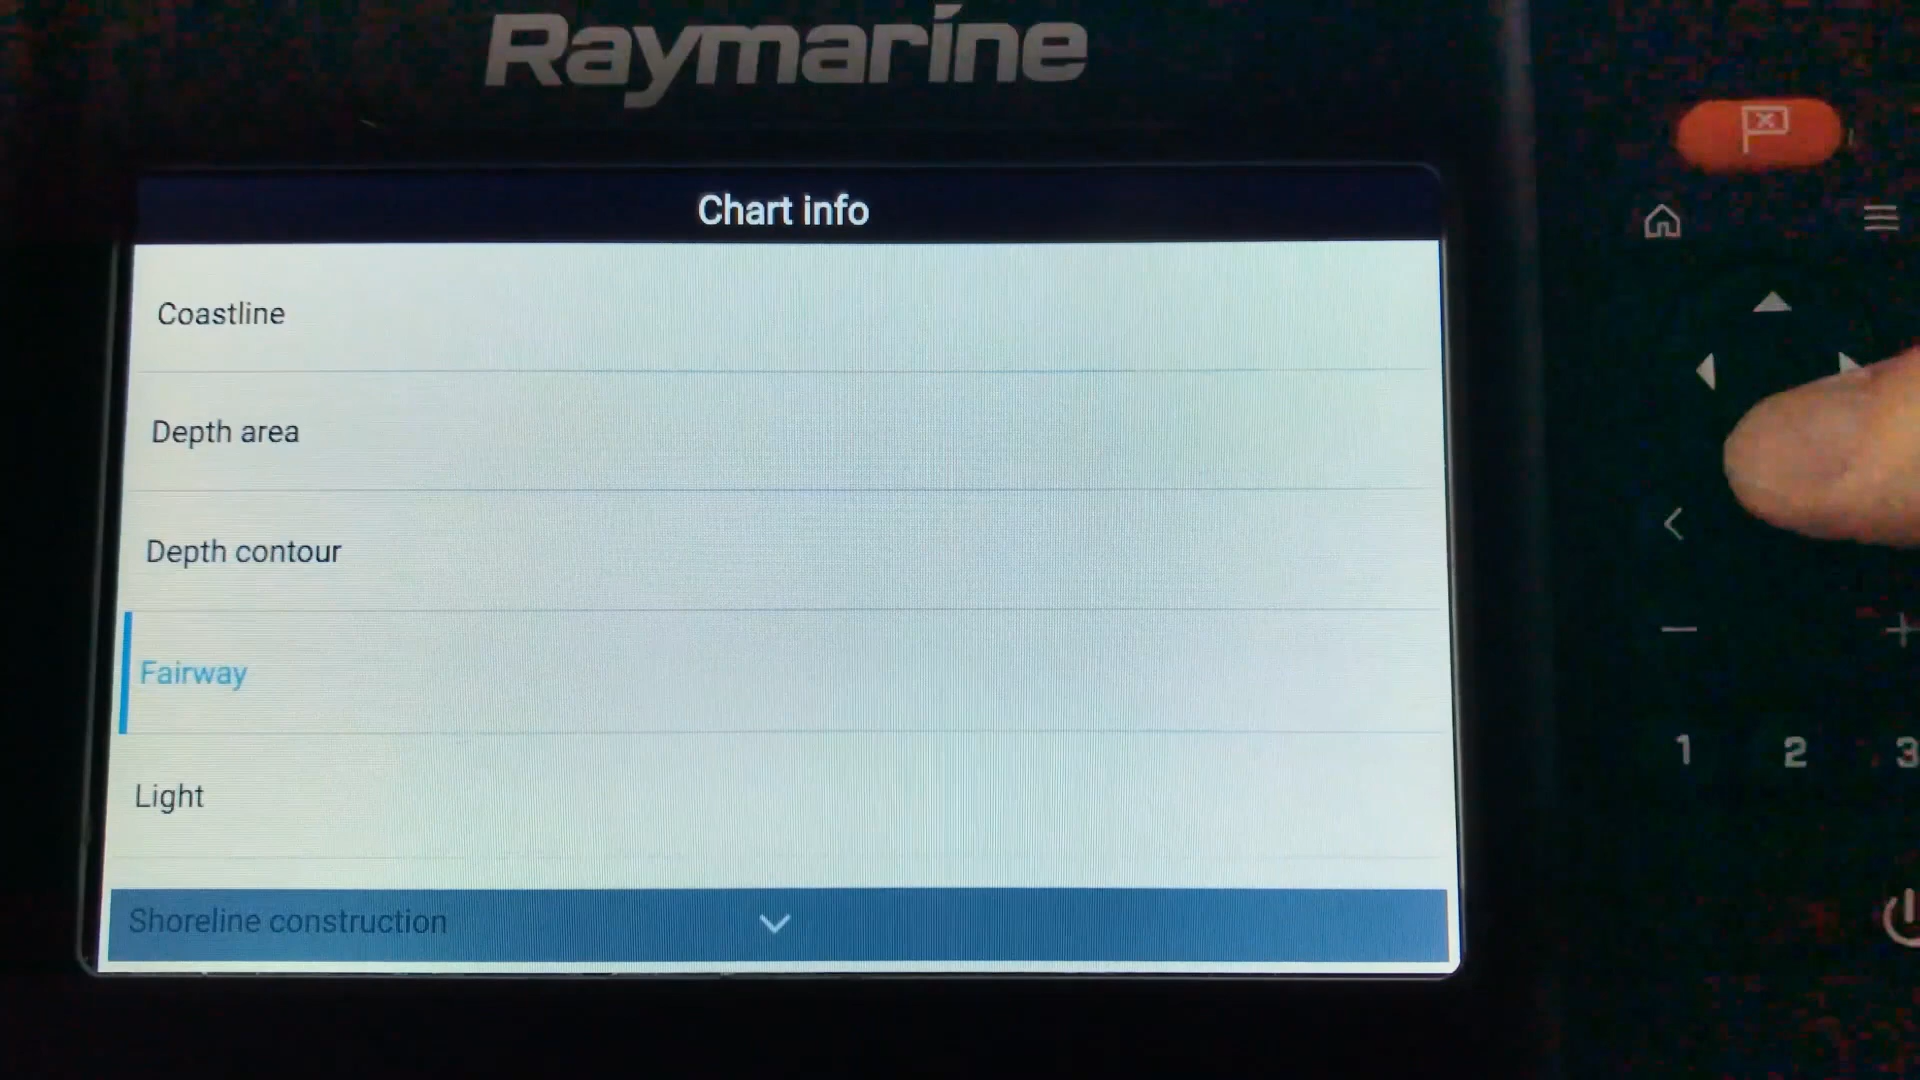 Raymarine
Chart info
Coastline
Depth area
Depth contour
Fairway
Light
Shoreline construction
1 2 3